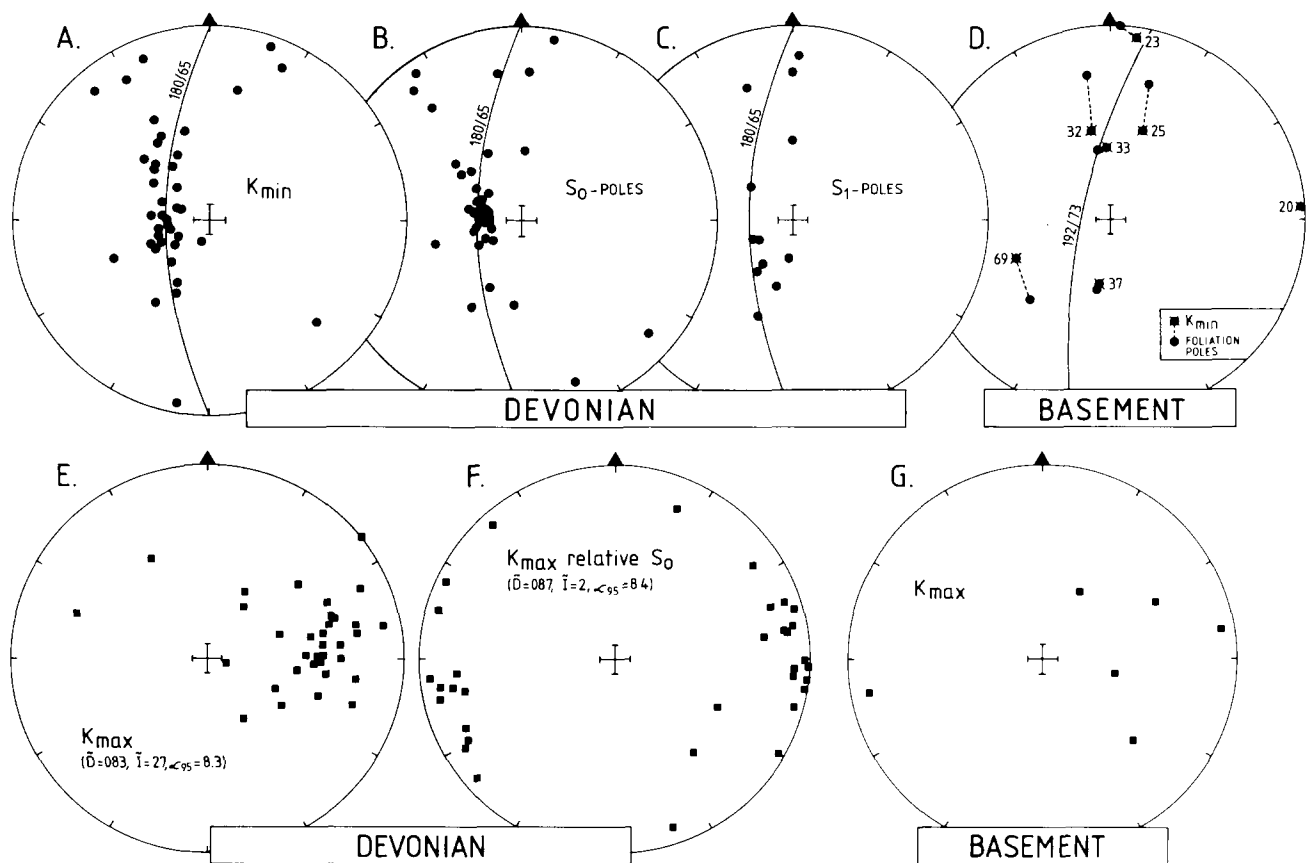 A.
180/65
Kmin
B.
180/65
S0-POLES
C.
180/65
S1-POLES
D.
23
32
25
33
20
192/73
69
37
Kmin
FOLIATION
POLES
DEVONIAN
BASEMENT
E.
Kmax
(D̃=083, Ĩ=27, α95=8.3)
F.
Kmax relative S0
(D̃=087, Ĩ=2, α95=8.4)
G.
Kmax
DEVONIAN
BASEMENT